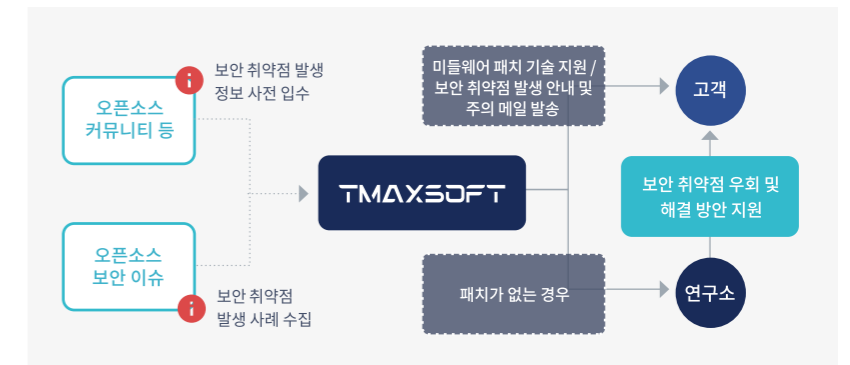 오픈소스
커뮤니티 등
보안 취약점 발생
정보 사전 입수
오픈소스
보안 이슈
보안 취약점
발생 사례 수집
TMAXSOFT
미들웨어 패치 기술 지원 /
보안 취약점 발생 안내 및
주의 메일 발송
고객
보안 취약점 우회 및
해결 방안 지원
패치가 없는 경우
연구소